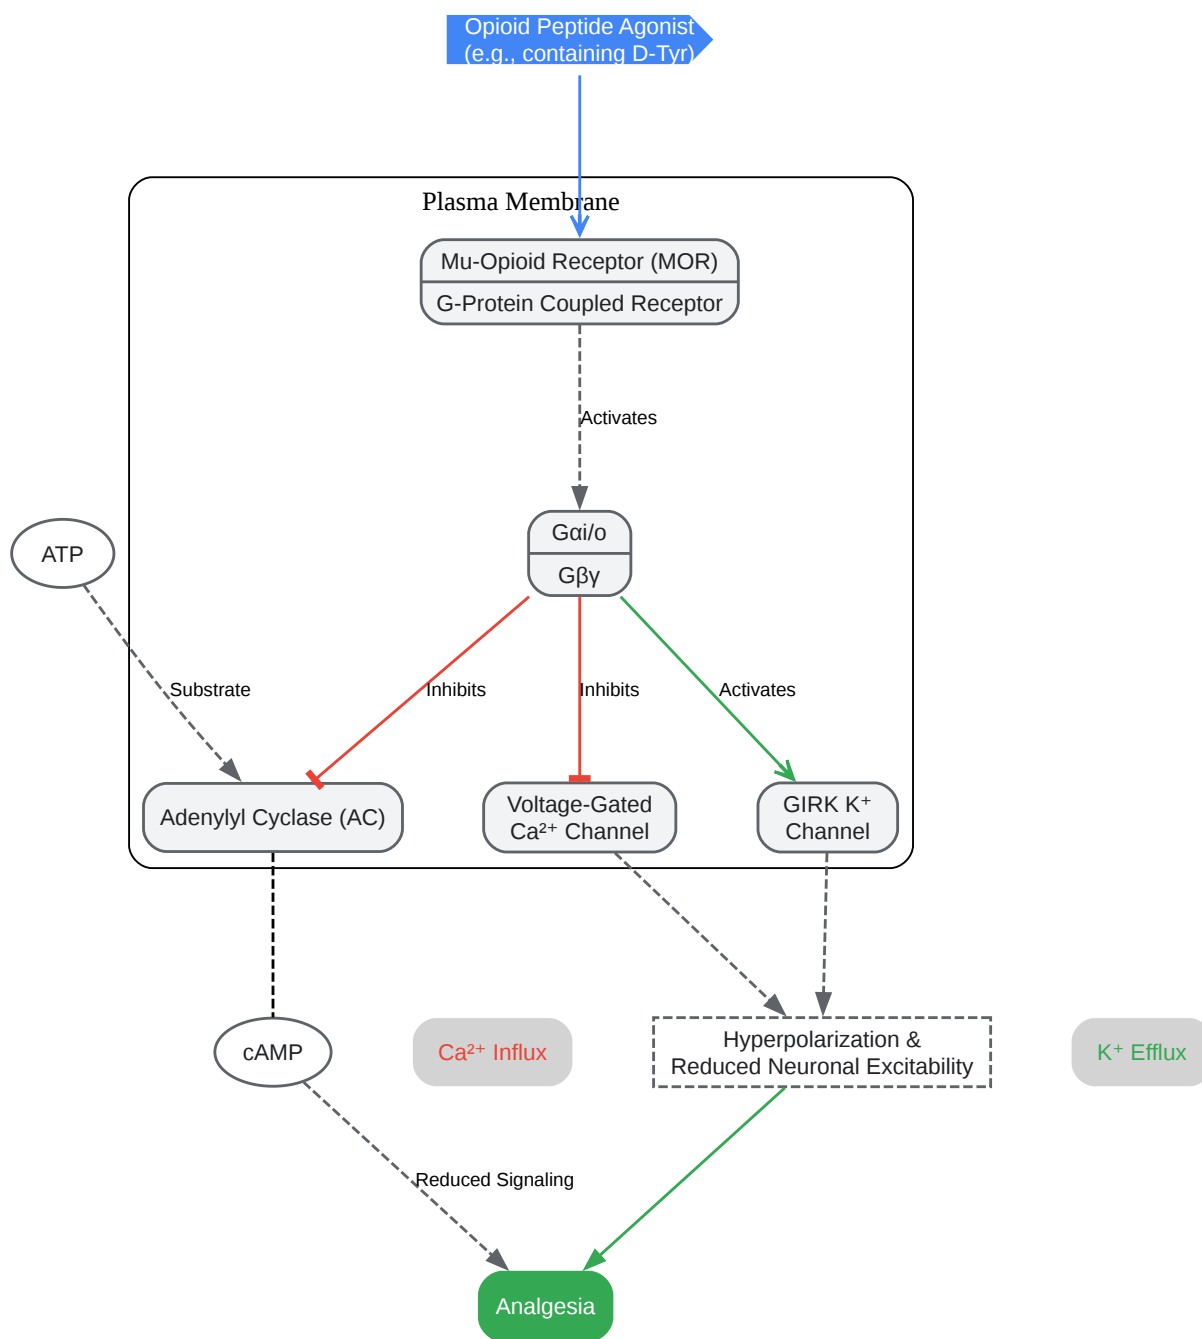 Opioid Peptide Agonist
(e.g., containing D-Tyr)
Plasma Membrane
Mu-Opioid Receptor (MOR)
G-Protein Coupled Receptor
Activates
Gαi/o
Gβγ
ATP
Substrate
Inhibits
Inhibits
Activates
Adenylyl Cyclase (AC)
Voltage-Gated
Ca²⁺ Channel
GIRK K⁺
Channel
cAMP
Ca²⁺ Influx
Hyperpolarization &
Reduced Neuronal Excitability
K⁺ Efflux
Reduced Signaling
Analgesia